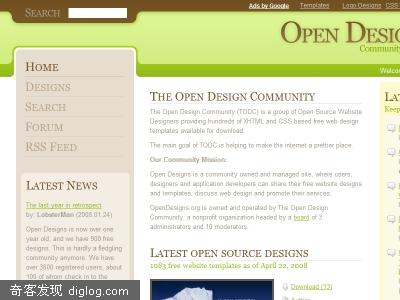 SEARCH
Ads by Google Templates Logo Designs CSS
OPEN DESIG
Community
Welco
HOME
DESIGNS
SEARCH
FORUM
RSS FEED
LATEST NEWS
The last year in retrospect
by: LobsterMan (2008.01.24)
Open Designs is now over one
year old, and we have 900 free
designs. This is hardly a fledgling
community anymore. We have
over 3600 registered users, about
100 of whom check in to the
THE OPEN DESIGN COMMUNITY
The Open Design Community (TODC) is a group of Open Source Website
Designers providing hundreds of XHTML and CSS based free web design
templates available for download.
The main goal of TODC is helping to make the internet a prettier place.
Our Community Mission:
Open Designs is a community owned and managed site, where users,
designers and application developers can share their free website designs
and templates, discuss web design and promote their services.
OpenDesigns.org is owned and operated by The Open Design
Community, a nonprofit organization headed by a board of 3
administrators and 10 moderators.
LATEST OPEN SOURCE DESIGNS
1083 free website templates as of April 22, 2008
Download (13)
LAT
Keep
奇客发现 diglog.com